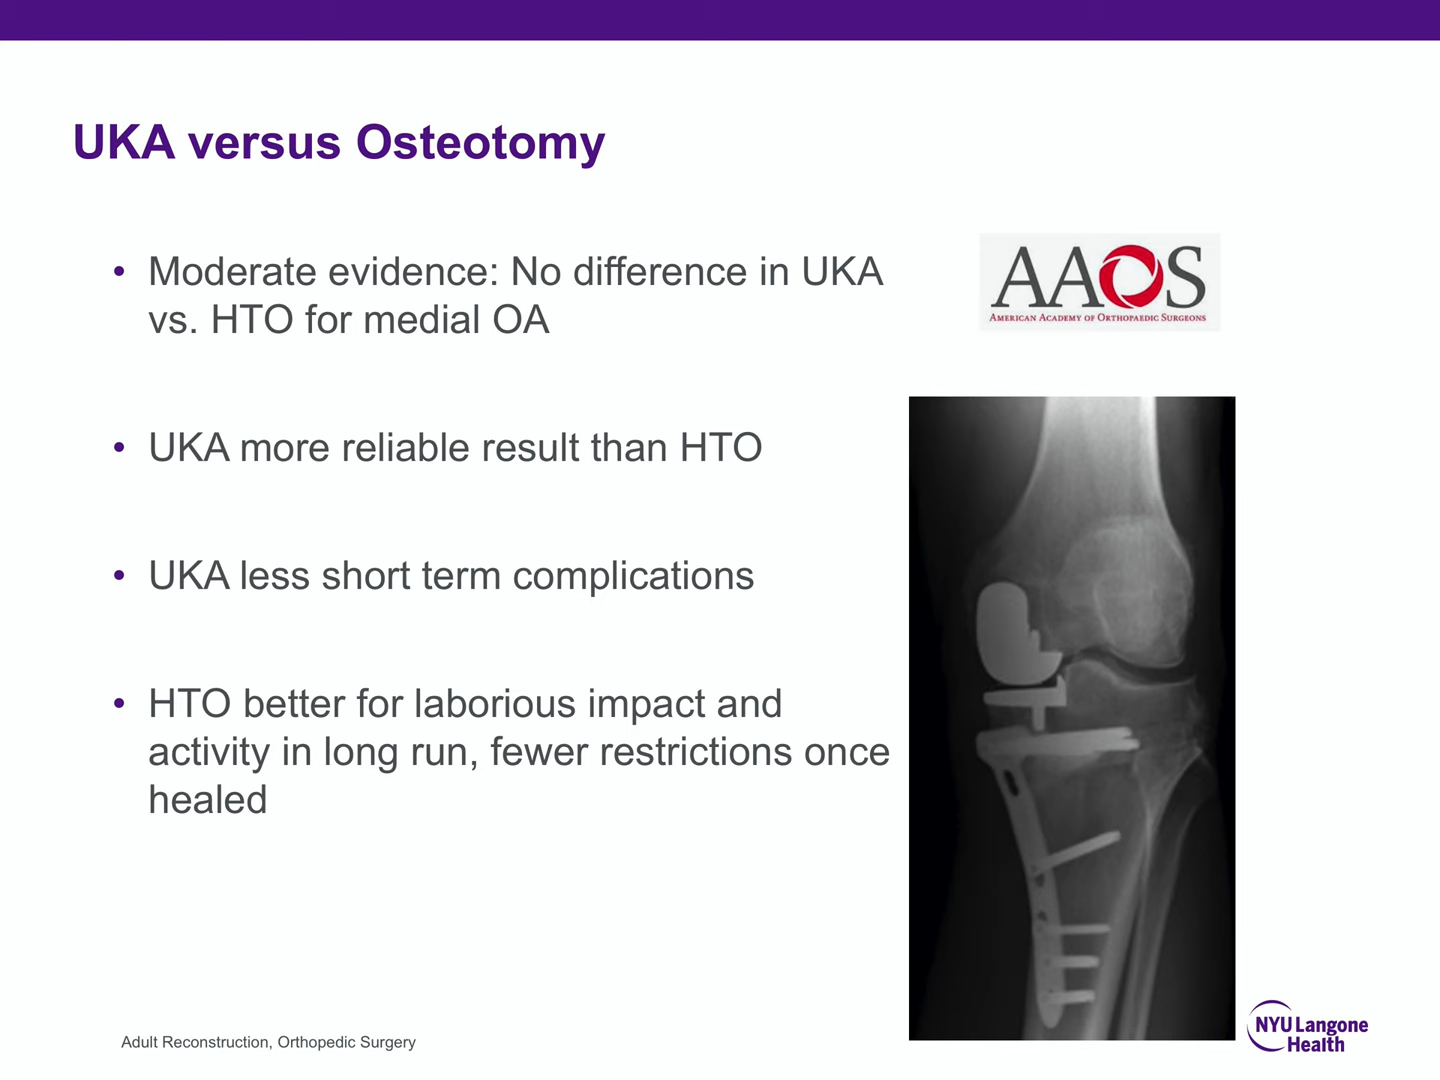 UKA versus Osteotomy
• Moderate evidence: No difference in UKA
vs. HTO for medial OA
• UKA more reliable result than HTO
• UKA less short term complications
• HTO better for laborious impact and
activity in long run, fewer restrictions once
healed
AAOS
AMERICAN ACADEMY OF ORTHOPAEDIC SURGEONS
Adult Reconstruction, Orthopedic Surgery
NYU Langone
Health